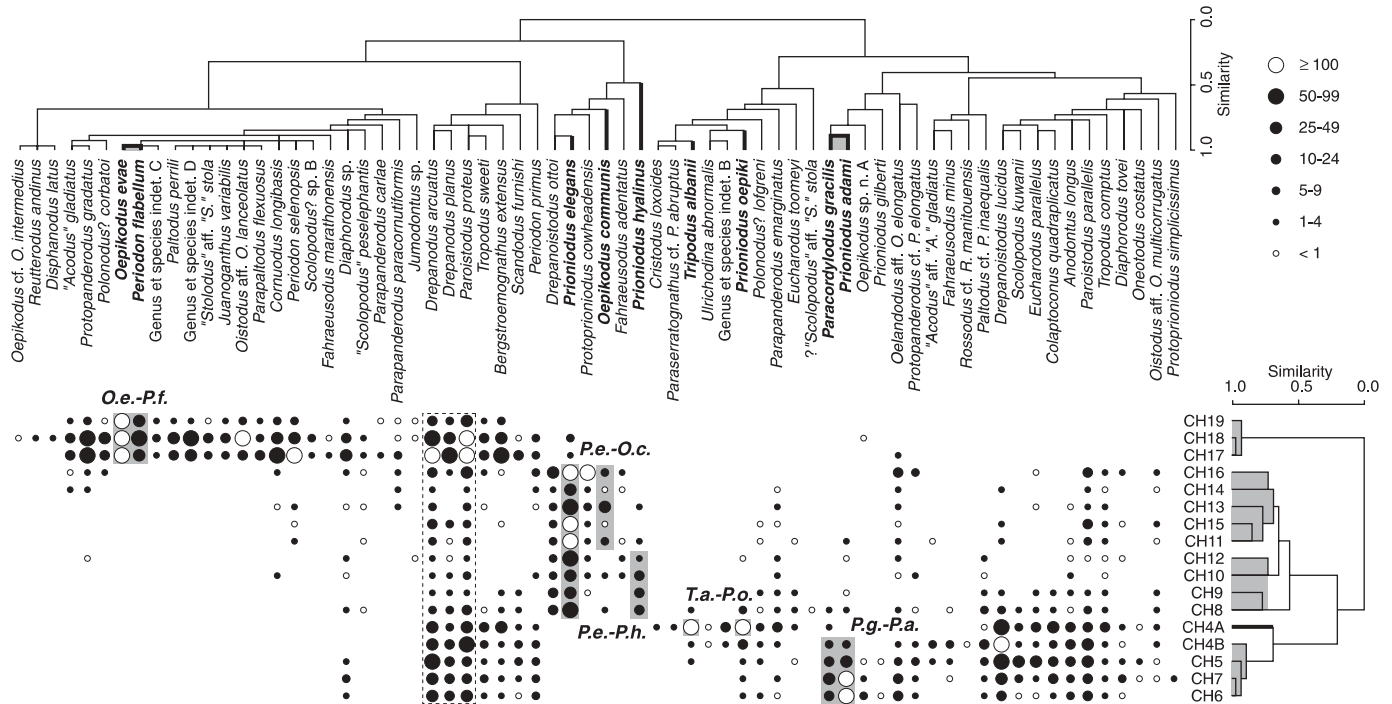 0.0
0.5
1.0
Similarity
≥ 100
50-99
25-49
10-24
5-9
1-4
< 1
Oepikodus cf. O. intermedius
Reutterodus andinus
Disphanodus latus
"Acodus" gladiatus
Protopanderodus gradatus
Polonodus? corbatoi
Oepikodus evae
Periodon flabellum
Genus et species indet. C
Paltodus perrili
Genus et species indet. D
"Stolodus" aff. "S." stola
Juanognathus variabilis
Oistodus aff. O. lanceolatus
Parapaltodus flexuosus
Cornuodus longibasis
Periodon selenopsis
Scolopodus? sp. B
Fahraeusodus marathonensis
Diaphorodus sp.
"Scolopodus" peselephantis
Parapanderodus carlae
Parapanderodus paracornutiformis
Jumodontus sp.
Drepanodus arcuatus
Drepanodus planus
Paroistodus proteus
Tropodus sweeti
Bergstroemognathus extensus
Scandodus furnishi
Periodon primus
Drepanoistodus ottoi
Prioniodus elegans
Protoprioniodus cowheadensis
Oepikodus communis
Fahraeusodus adentatus
Prioniodus hyalinus
Cristodus loxoides
Paraserratognathus cf. P. abruptus
Tripodus albanii
Ulrichodina abnormalis
Genus et species indet. B
Prioniodus oepiki
Polonodus? lofgreni
Parapanderodus emarginatus
Eucharodus toomeyi
? "Scolopodus" aff. "S." stola
Paracordylodus gracilis
Prioniodus adami
Oepikodus sp. n. A
Prioniodus gilberti
Oelandodus aff. O. elongatus
Protopanderodus cf. P. elongatus
"Acodus" aff. "A." gladiatus
Fahraeusodus minus
Rossodus cf. R. manitouensis
Paltodus cf. P. inaequalis
Drepanoistodus lucidus
Scolopodus kuwanii
Eucharodus parallelus
Colaptoconus quadraplicatus
Anodontus longus
Paroistodus parallelis
Tropodus comptus
Diaphorodus tovei
Oneotodus costatus
Oistodus aff. O. multicorrugatus
Protoprioniodus simplicissimus
Similarity
1.0 0.5 0.0
O.e.-P.f.
P.e.-O.c.
P.e.-P.h.
T.a.-P.o.
P.g.-P.a.
CH19
CH18
CH17
CH16
CH14
CH13
CH15
CH11
CH12
CH10
CH9
CH8
CH4A
CH4B
CH5
CH7
CH6